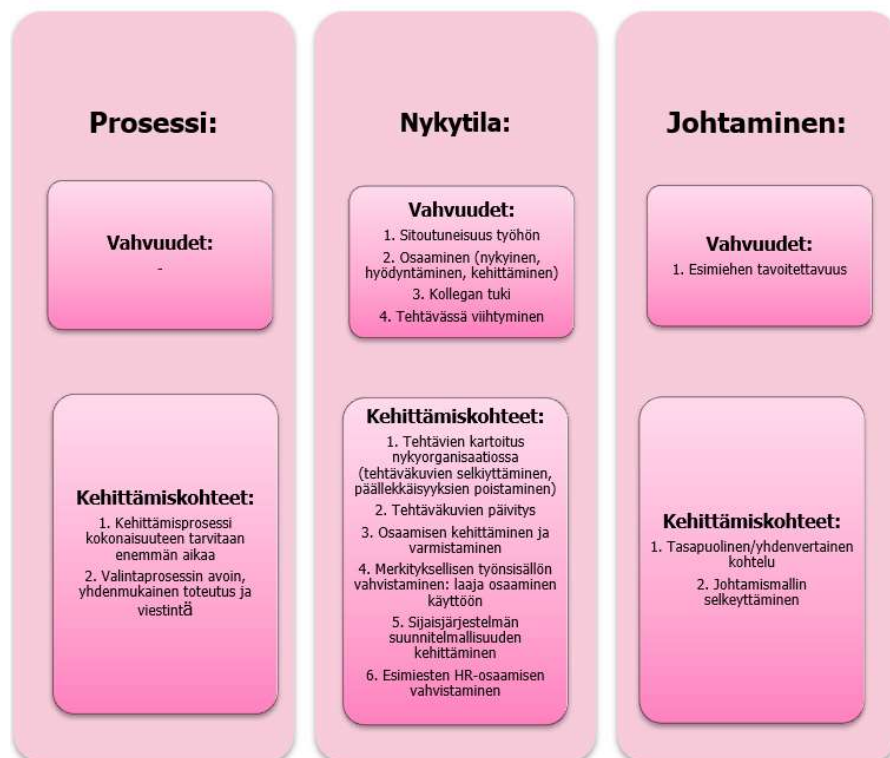 Prosessi:
Vahvuudet:
-
Kehittämiskohteet:
1. Kehittämisprosessi
kokonaisuuteen tarvitaan
enemmän aikaa
2. Valintaprosessin avoin,
yhdenmukainen toteutus ja
viestintä
Nykytila:
Vahvuudet:
1. Sitoutuneisuus työhön
2. Osaaminen (nykyinen,
hyödyntäminen, kehittäminen)
3. Kollegan tuki
4. Tehtävässä viihtyminen
Kehittämiskohteet:
1. Tehtävien kartoitus
nykyorganisaatiossa
(tehtäväkuvien selkiyttäminen,
päällekkäisyyksien poistaminen)
2. Tehtäväkuvien päivitys
3. Osaamisen kehittäminen ja
varmistaminen
4. Merkityksellisen työnsisällön
vahvistaminen: laaja osaaminen
käyttöön
5. Sijaisjärjestelmän
suunnitelmallisuuden
kehittäminen
6. Esimiesten HR-osaamisen
vahvistaminen
Johtaminen:
Vahvuudet:
1. Esimiehen tavoitettavuus
Kehittämiskohteet:
1. Tasapuolinen/yhdenvertainen
kohtelu
2. Johtamismallin
selkeyttäminen